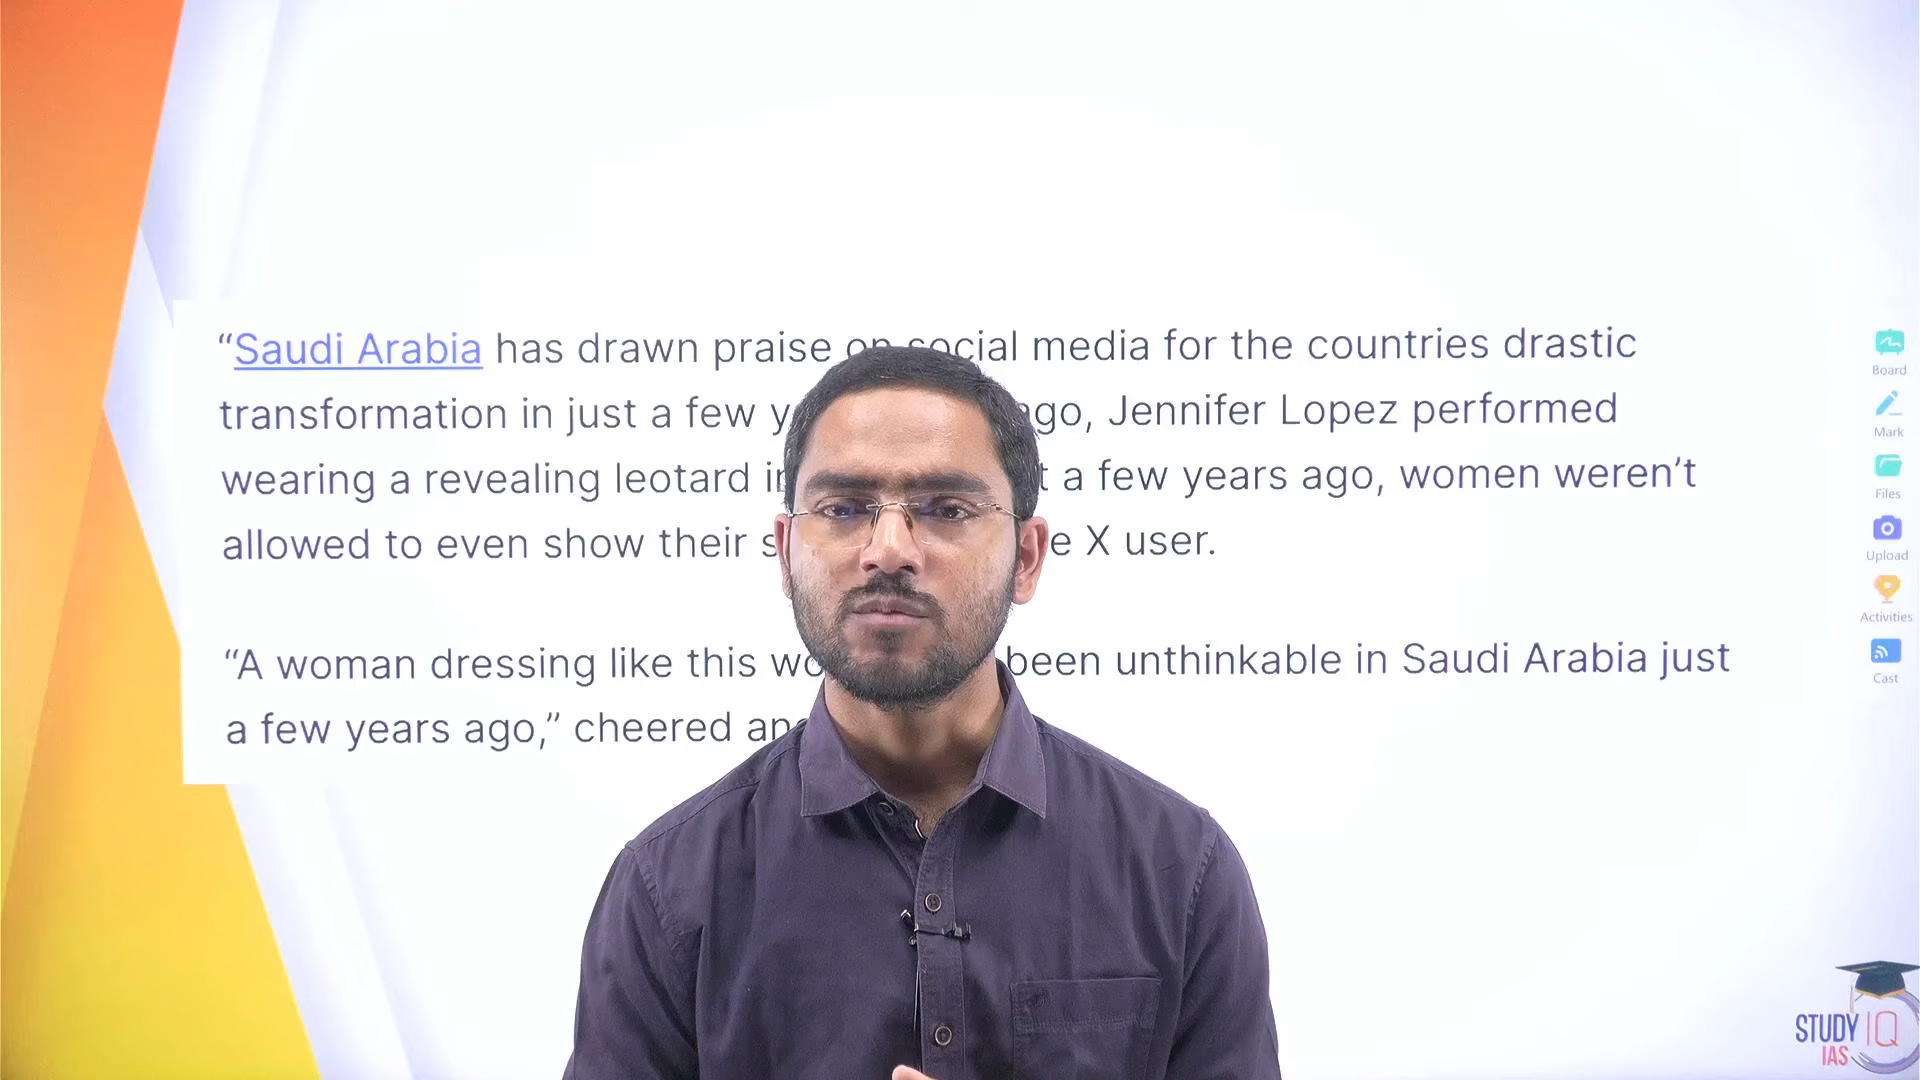 “Saudi Arabia has drawn praise on social media for the countries drastic
transformation in just a few ago, Jennifer Lopez performed
wearing a revealing leotard a few years ago, women weren’t
allowed to even show their e X user.
“A woman dressing like this been unthinkable in Saudi Arabia just
a few years ago,” cheered
Board
Mark
Files
Upload
Activities
Cast
STUDY IQ
IAS